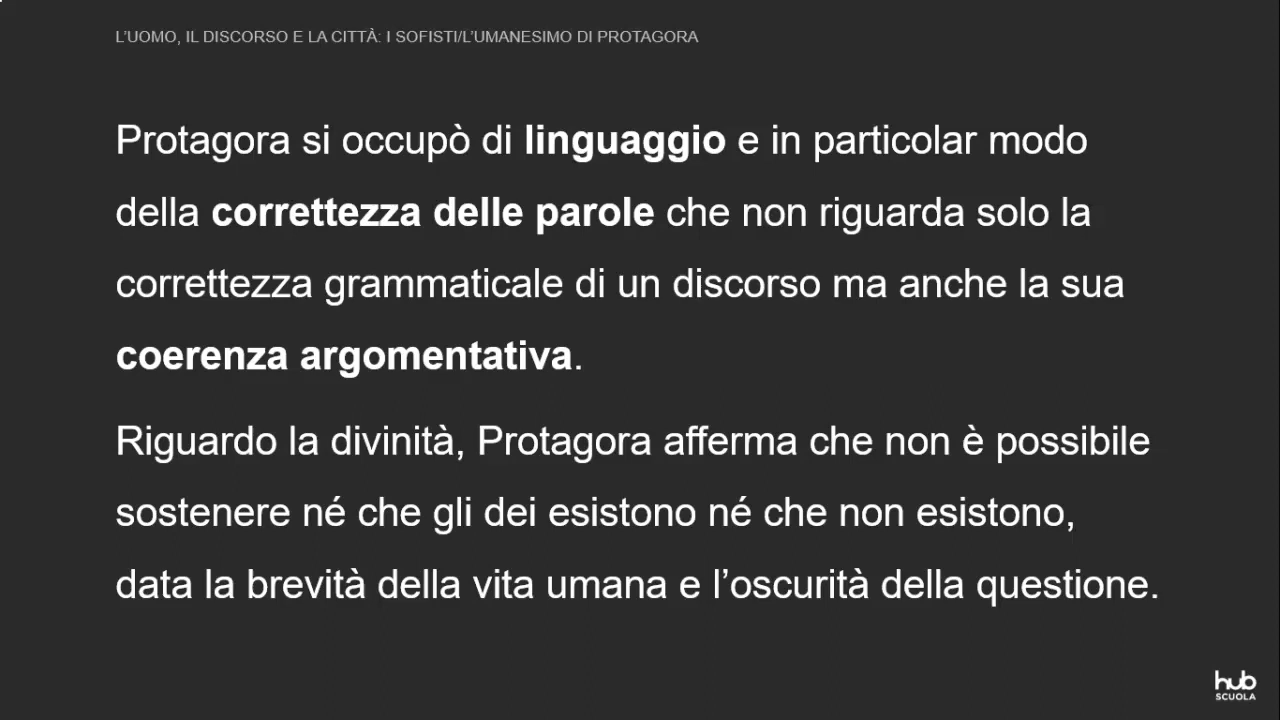 L’UOMO, IL DISCORSO E LA CITTÀ: I SOFISTI/L’UMANESIMO DI PROTAGORA
Protagora si occupò di linguaggio e in particolar modo
della correttezza delle parole che non riguarda solo la
correttezza grammaticale di un discorso ma anche la sua
coerenza argomentativa.
Riguardo la divinità, Protagora afferma che non è possibile
sostenere né che gli dei esistono né che non esistono,
data la brevità della vita umana e l’oscurità della questione.
hub
SCUOLA